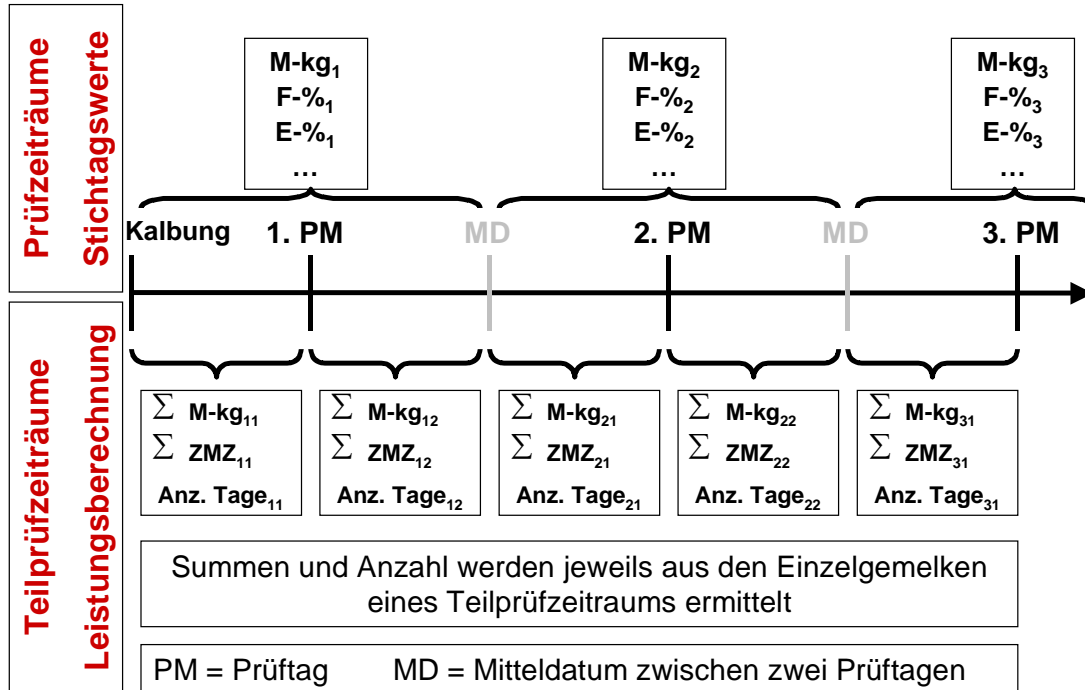 Prüfzeiträume
Stichtagswerte
M-kg₁
F-%₁
E-%₁
...
M-kg₂
F-%₂
E-%₂
...
M-kg₃
F-%₃
E-%₃
...
Kalbung 1. PM MD 2. PM MD 3. PM
Teilprüfzeiträume
Leistungsberechnung
∑ M-kg₁₁
∑ ZMZ₁₁
Anz. Tage₁₁
∑ M-kg₁₂
∑ ZMZ₁₂
Anz. Tage₁₂
∑ M-kg₂₁
∑ ZMZ₂₁
Anz. Tage₂₁
∑ M-kg₂₂
∑ ZMZ₂₂
Anz. Tage₂₂
∑ M-kg₃₁
∑ ZMZ₃₁
Anz. Tage₃₁
Summen und Anzahl werden jeweils aus den Einzelgemelken
eines Teilprüfzeitraums ermittelt
PM = Prüftag MD = Mitteldatum zwischen zwei Prüftagen